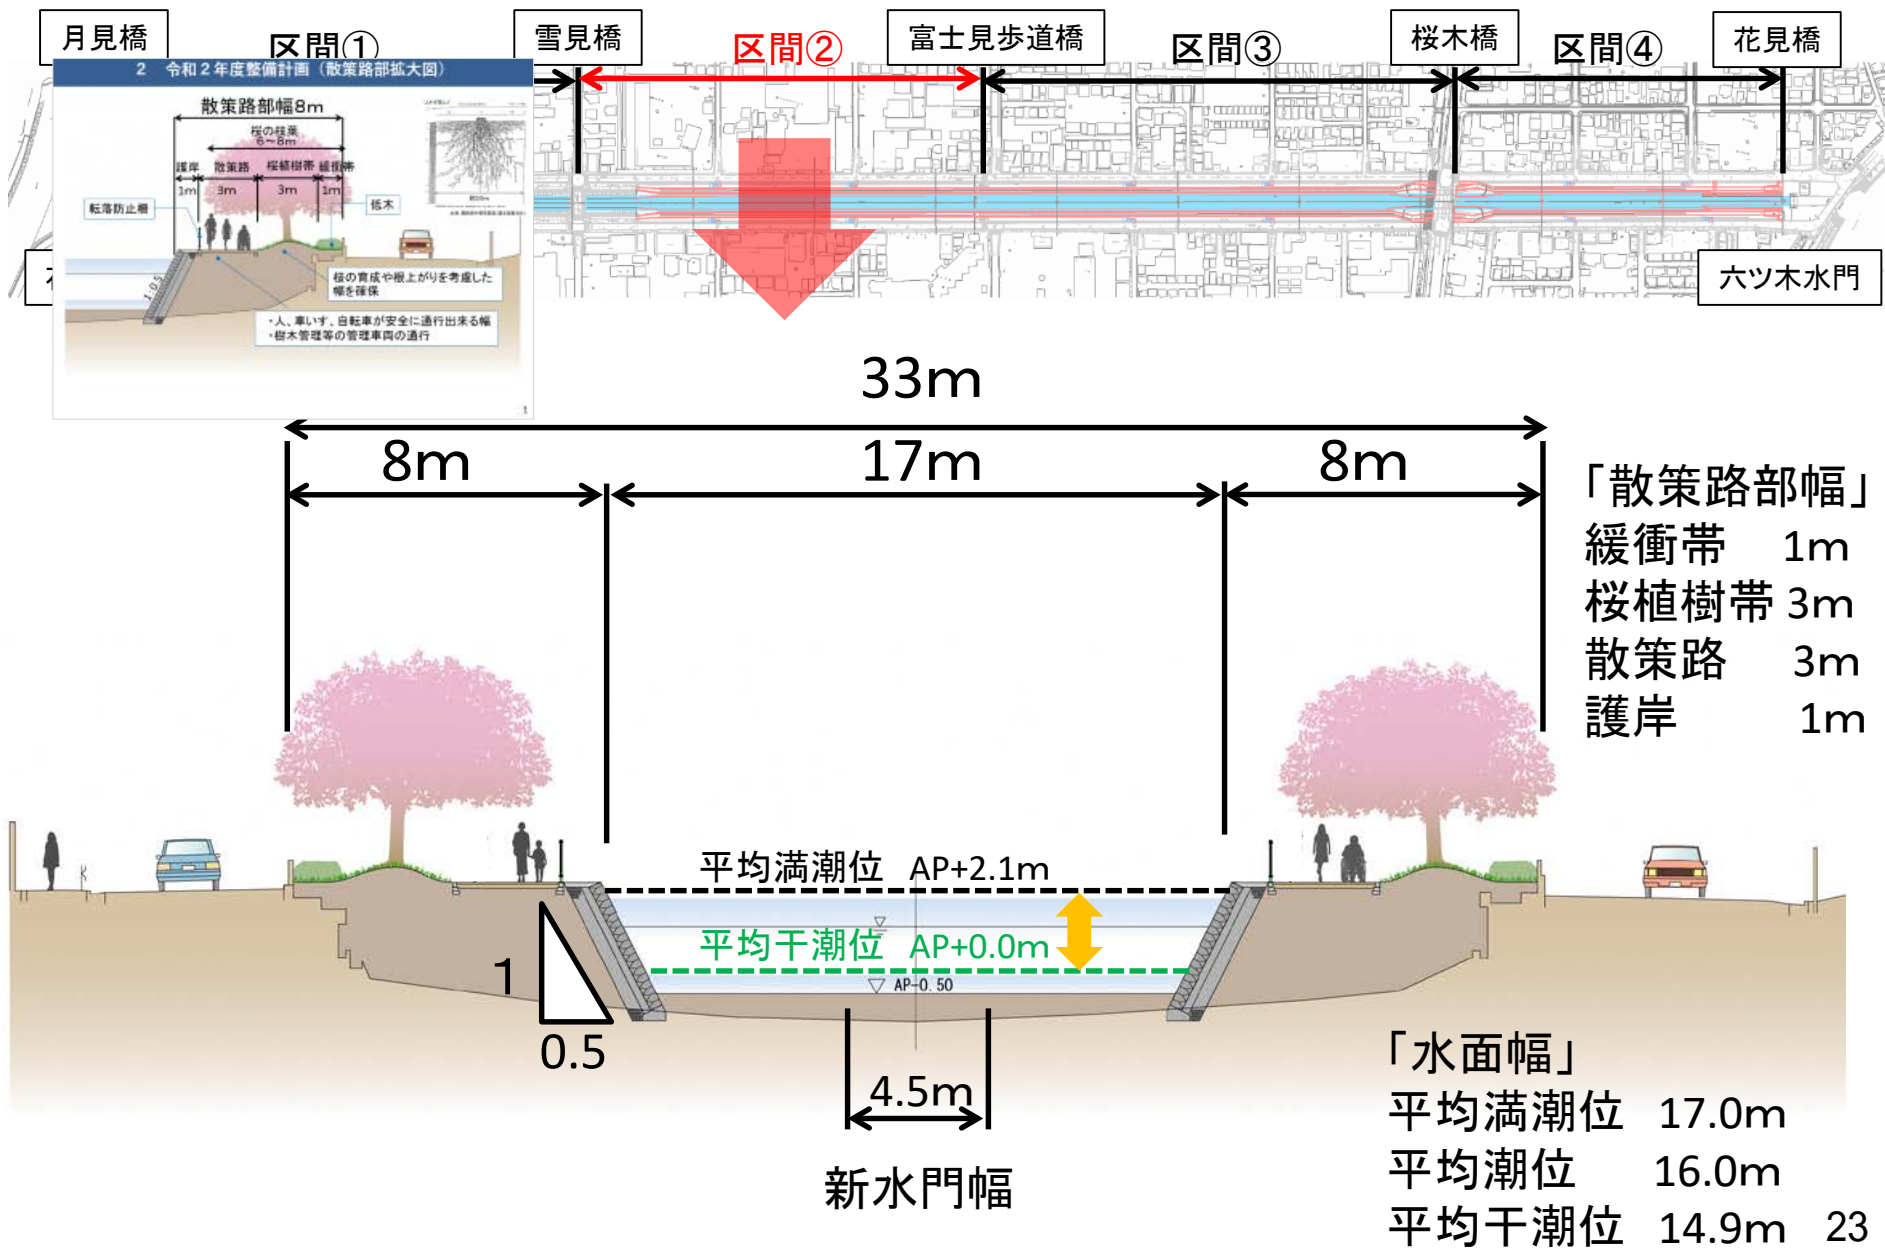 月見橋
区間①
雪見橋
区間②
富士見歩道橋
区間③
桜木橋
区間④
花見橋
2 令和2年度整備計画（散策路部拡大図）
散策路部幅8m
桜の枝葉
6～8m
護岸 散策路 桜植樹帯 緩衝帯
1m 3m 3m 1m
転落防止柵
低木
1:0.5
桜の育成や根上がりを考慮した
幅を確保
・人、車いす、自転車が安全に通行出来る幅
・樹木管理等の管理車両の通行
1
六ツ木水門
33m
8m 17m 8m
「散策路部幅」
緩衝帯 1m
桜植樹帯 3m
散策路 3m
護岸 1m
平均満潮位 AP+2.1m
平均干潮位 AP+0.0m
AP-0.50
1
0.5
4.5m
新水門幅
「水面幅」
平均満潮位 17.0m
平均潮位 16.0m
平均干潮位 14.9m
23